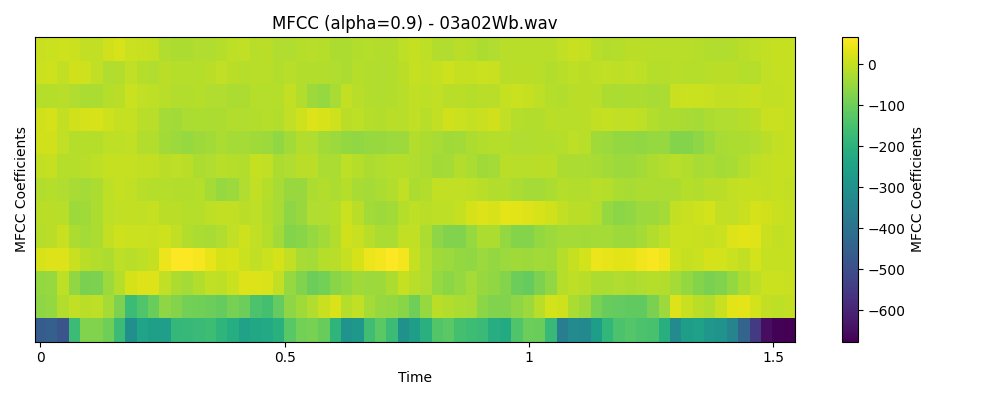 MFCC (alpha=0.9) - 03a02Wb.wav
MFCC Coefficients
0
0.5
1
1.5
Time
0
−100
−200
−300
−400
−500
−600
MFCC Coefficients